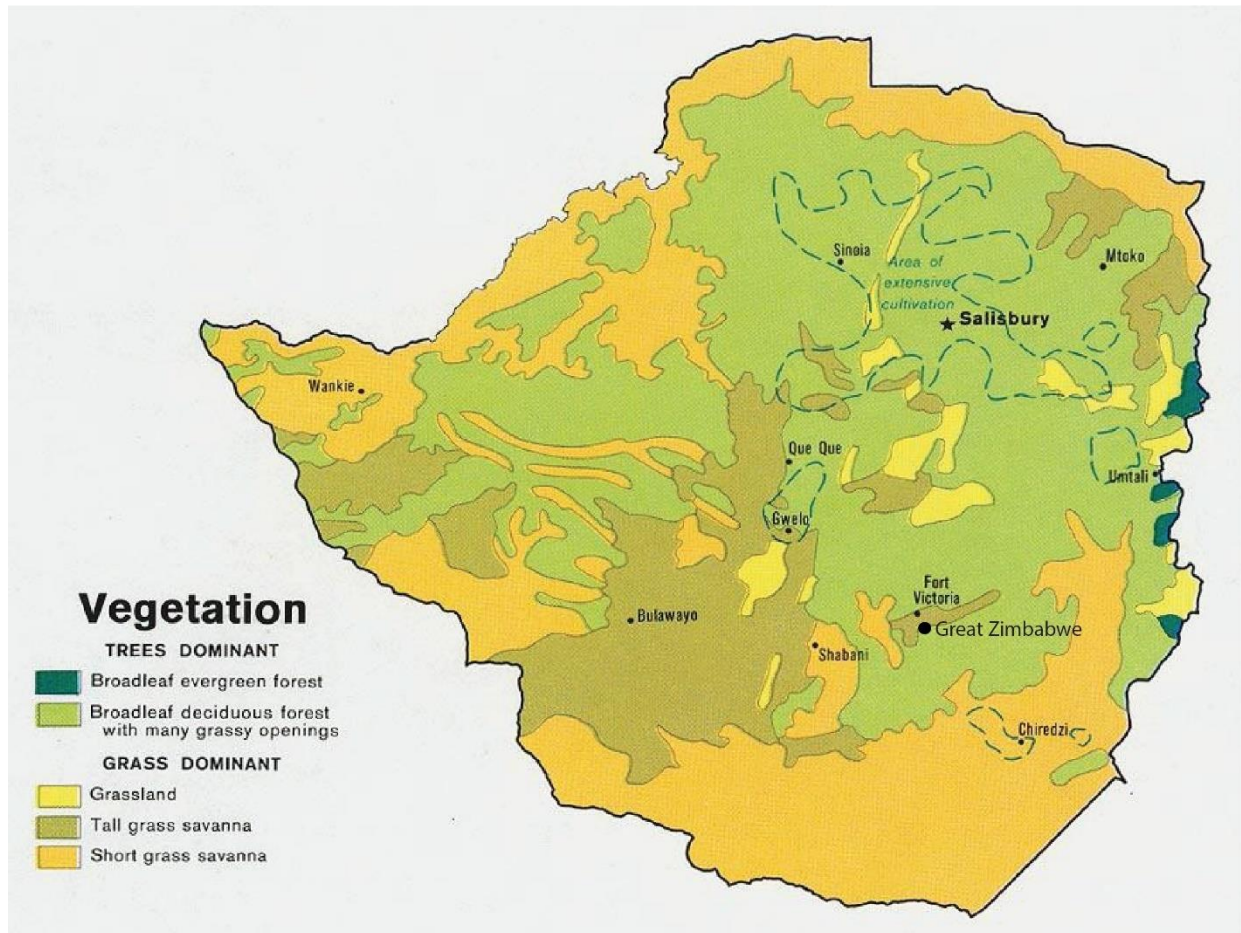 Sinoia
Mtoko
Area of
extensive
cultivation
Salisbury
Wankie
Que Que
Umtali
Gwelo
Fort
Victoria
Bulawayo
Great Zimbabwe
Shabani
Chiredzi
Vegetation
TREES DOMINANT
Broadleaf evergreen forest
Broadleaf deciduous forest
with many grassy openings
GRASS DOMINANT
Grassland
Tall grass savanna
Short grass savanna